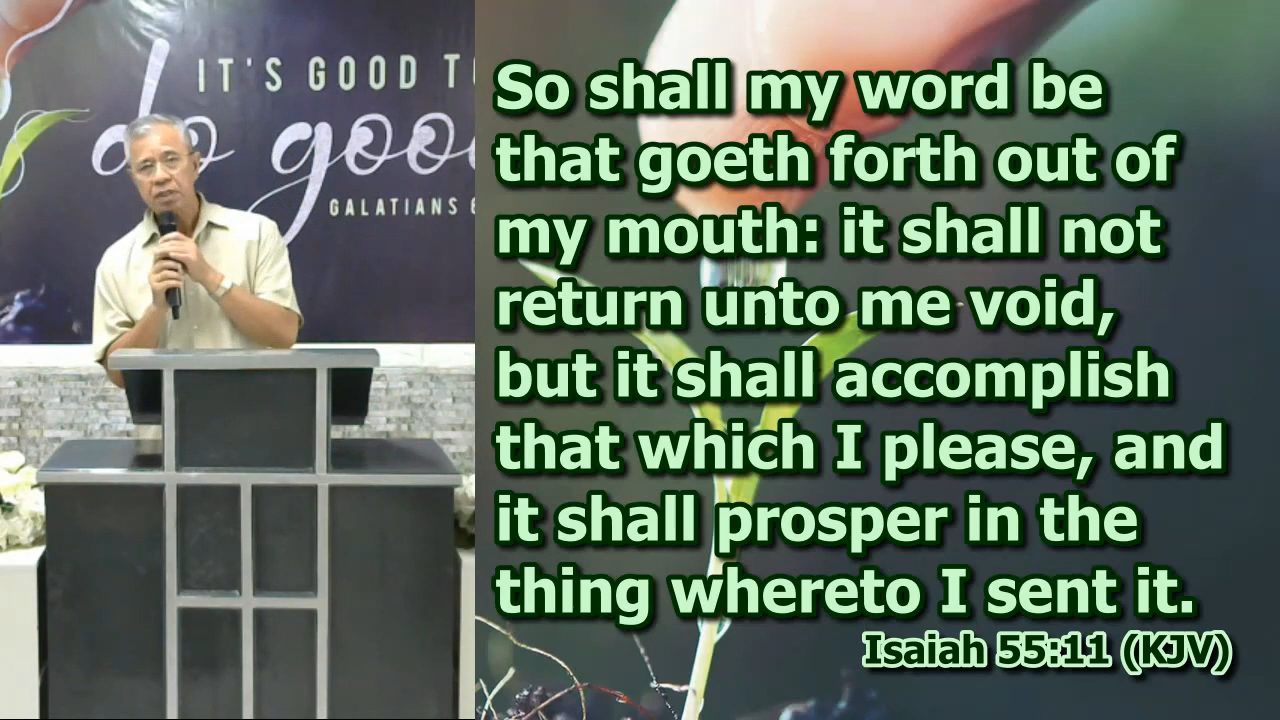 IT'S GOOD
do good
GALATIANS
So shall my word be
that goeth forth out of
my mouth: it shall not
return unto me void,
but it shall accomplish
that which I please, and
it shall prosper in the
thing whereto I sent it.
Isaiah 55:11 (KJV)